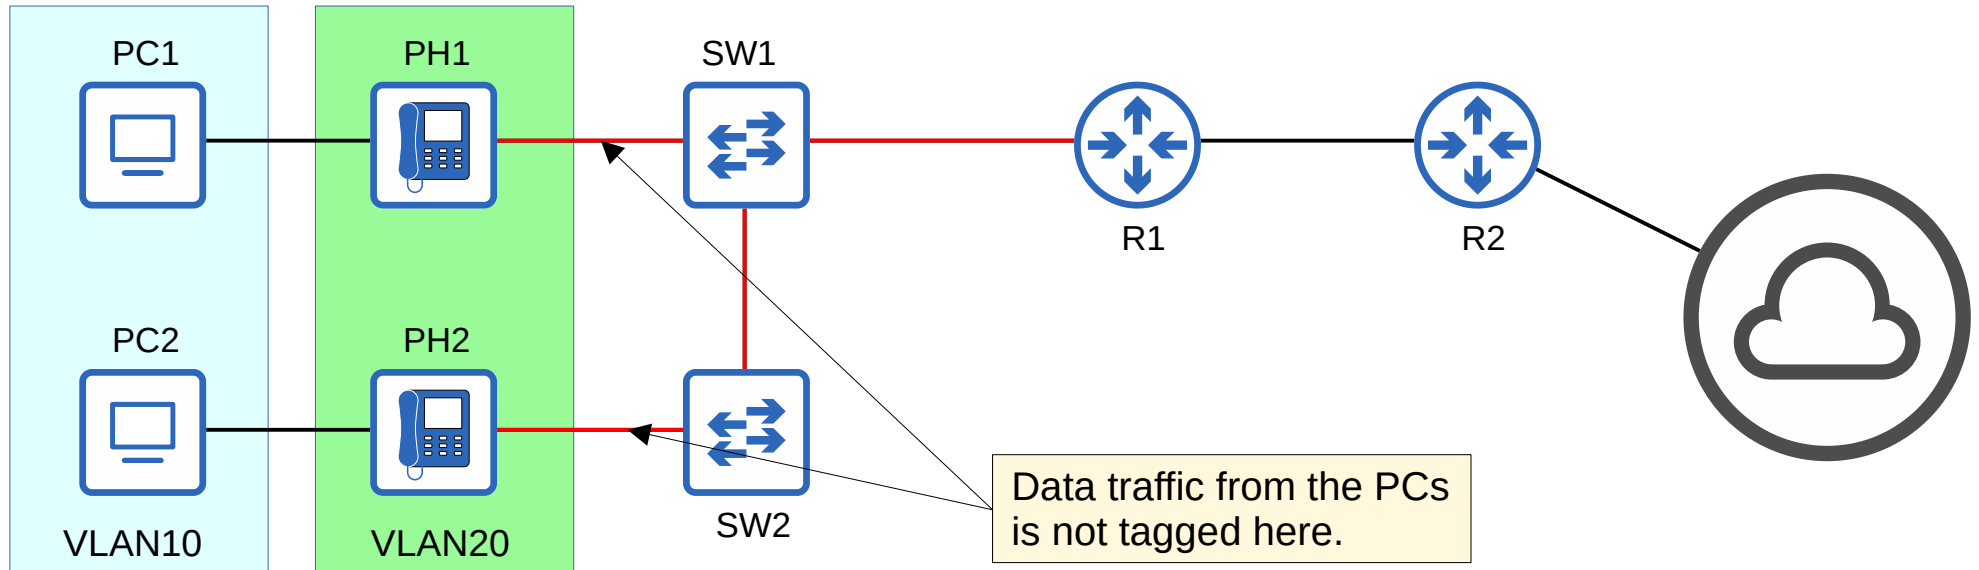 PC1
PH1
SW1
R1
R2
PC2
PH2
SW2
VLAN10
VLAN20
Data traffic from the PCs
is not tagged here.